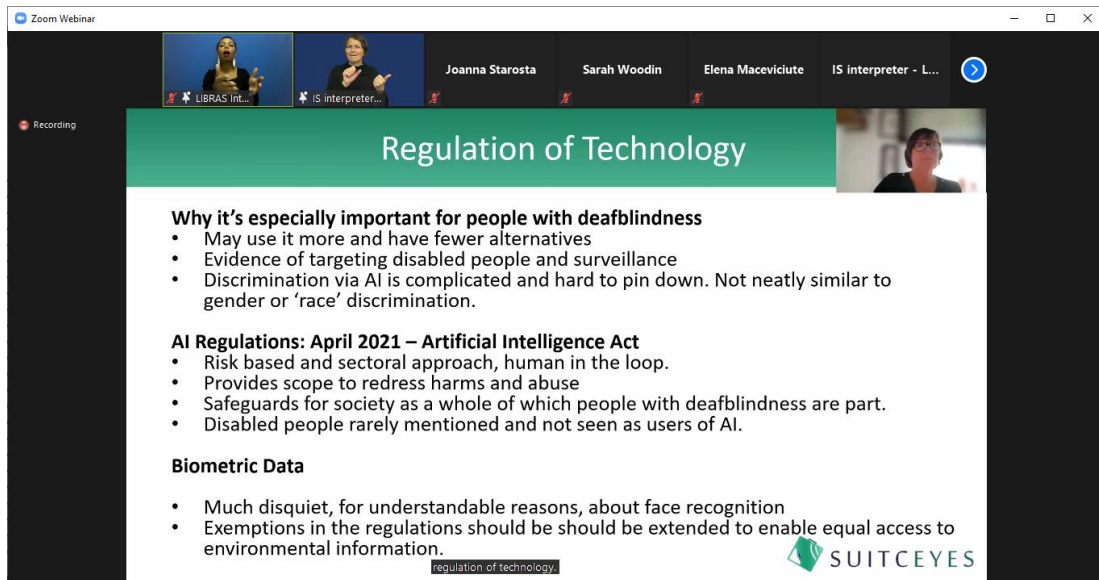 Zoom Webinar
LIBRAS Int...
IS interpreter...
Joanna Starosta
Sarah Woodin
Elena Maceviciute
IS interpreter - L...
Recording
Regulation of Technology
Why it’s especially important for people with deafblindness
• May use it more and have fewer alternatives
• Evidence of targeting disabled people and surveillance
• Discrimination via AI is complicated and hard to pin down. Not neatly similar to
gender or ‘race’ discrimination.
AI Regulations: April 2021 – Artificial Intelligence Act
• Risk based and sectoral approach, human in the loop.
• Provides scope to redress harms and abuse
• Safeguards for society as a whole of which people with deafblindness are part.
• Disabled people rarely mentioned and not seen as users of AI.
Biometric Data
• Much disquiet, for understandable reasons, about face recognition
• Exemptions in the regulations should be should be extended to enable equal access to
environmental information.
SUITCEYES
regulation of technology.